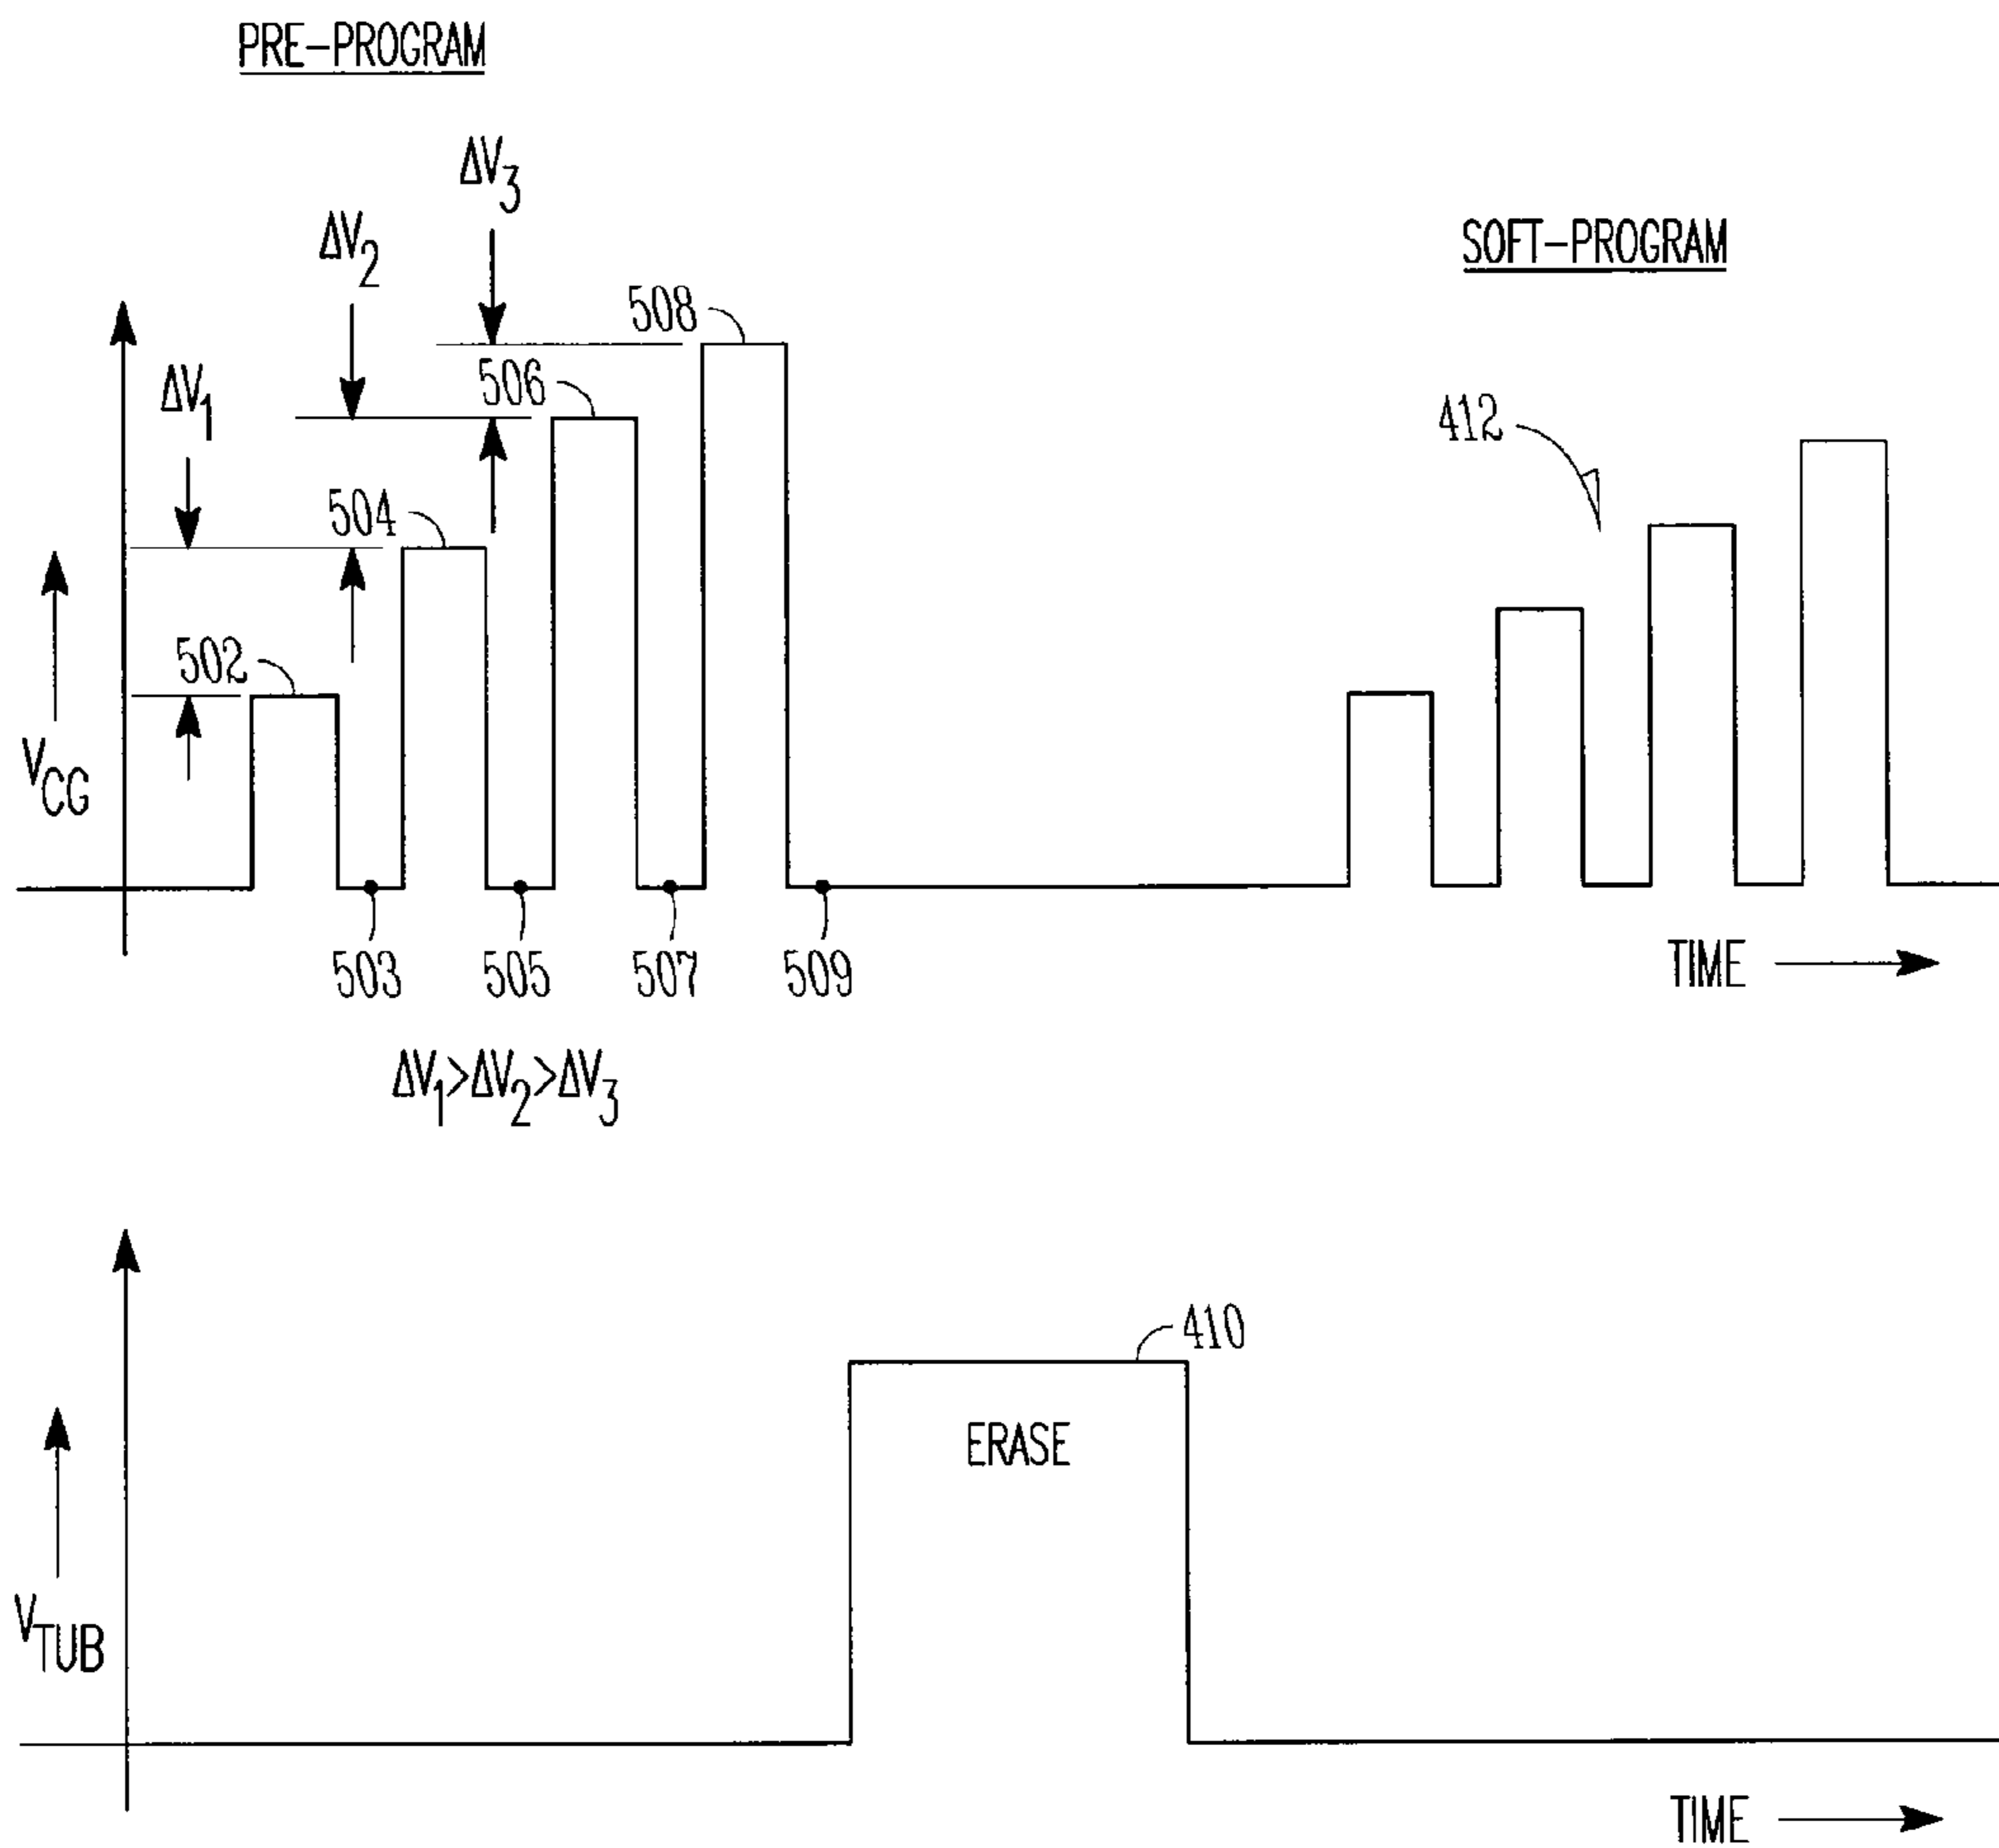 PRE-PROGRAM
ΔV3
ΔV2
SOFT-PROGRAM
508
506
ΔV1
412
504
502
VCG
503
505
507
509
TIME
ΔV1>ΔV2>ΔV3
410
ERASE
VTUB
TIME